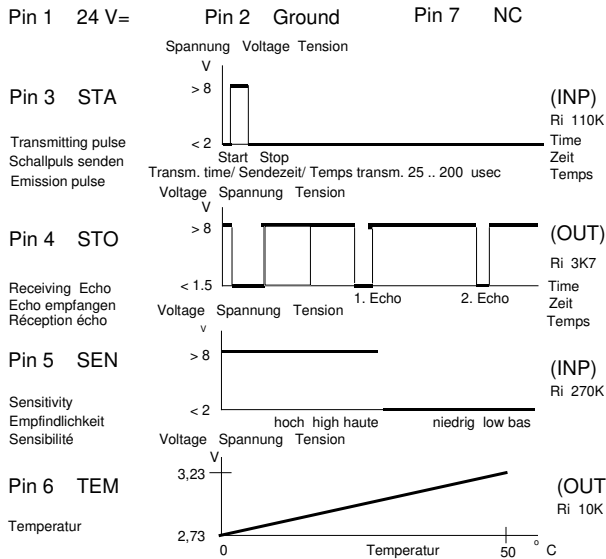 Pin 1 24 V= Pin 2 Ground Pin 7 NC
Spannung Voltage Tension
V
Pin 3 STA
> 8
(INP)
Ri 110K
Transmitting pulse
Schallpuls senden
Emission pulse
< 2
Start Stop
Time
Zeit
Temps
Transm. time/ Sendezeit/ Temps transm. 25 .. 200 usec
Voltage Spannung Tension
V
Pin 4 STO
> 8
(OUT)
Ri 3K7
Receiving Echo
Echo empfangen
Réception écho
< 1.5
1. Echo 2. Echo
Time
Zeit
Temps
Voltage Spannung Tension
v
Pin 5 SEN
> 8
(INP)
Ri 270K
Sensitivity
Empfindlichkeit
Sensibilité
< 2
hoch high haute niedrig low bas
Voltage Spannung Tension
V
Pin 6 TEM
3,23
(OUT
Ri 10K
Temperatur
2,73
0 Temperatur 50 ° C